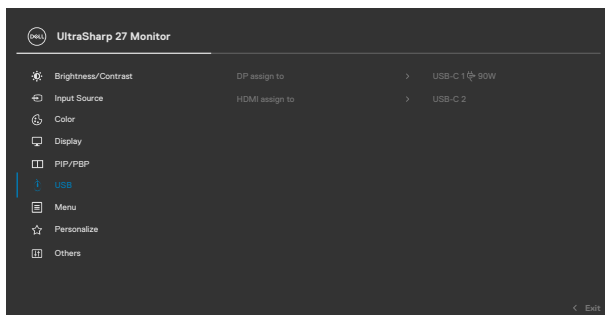 DELL UltraSharp 27 Monitor
Brightness/Contrast DP assign to > USB-C 1 90W
Input Source HDMI assign to > USB-C 2
Color
Display
PIP/PBP
USB
Menu
Personalize
Others
< Exit